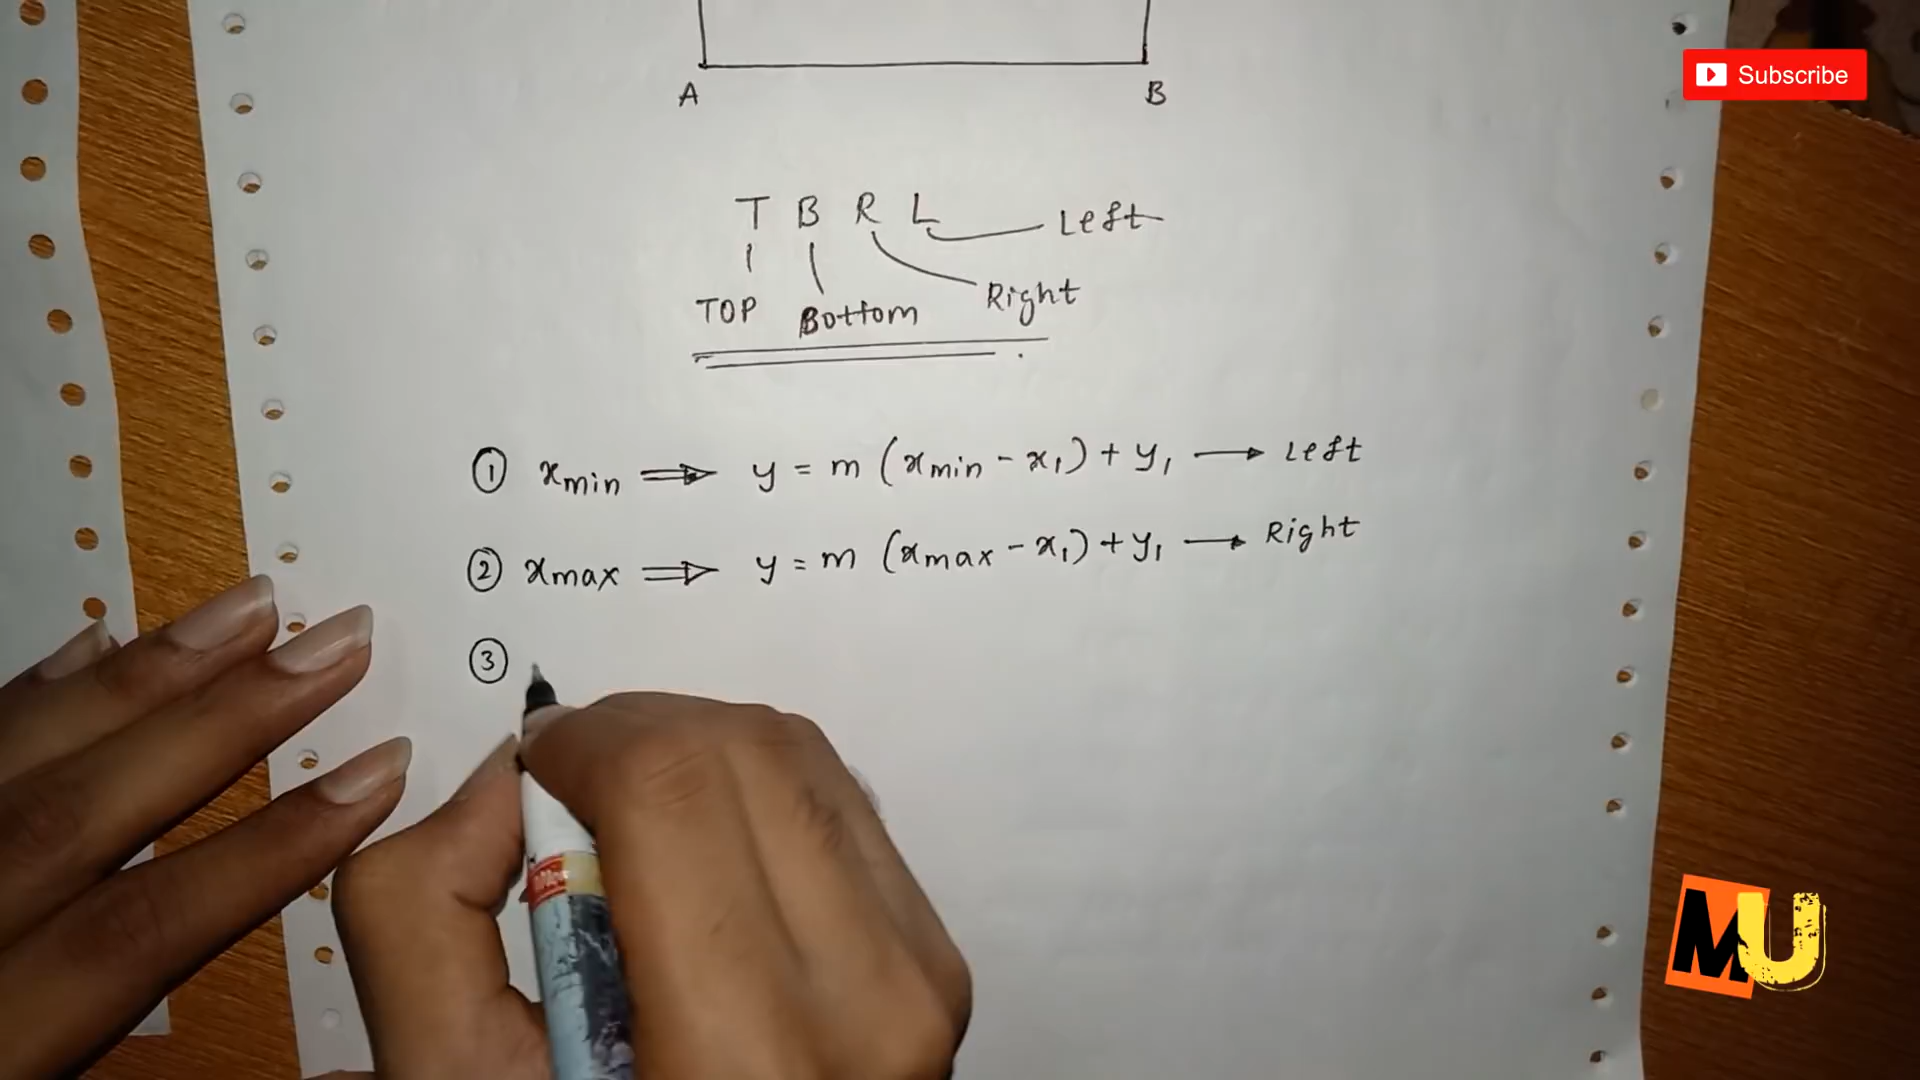 Subscribe
A B
T B R L Left
TOP Bottom Right
① xmin ⟹ y = m (xmin - x₁) + y₁ → Left
② xmax ⟹ y = m (xmax - x₁) + y₁ → Right
③
MU